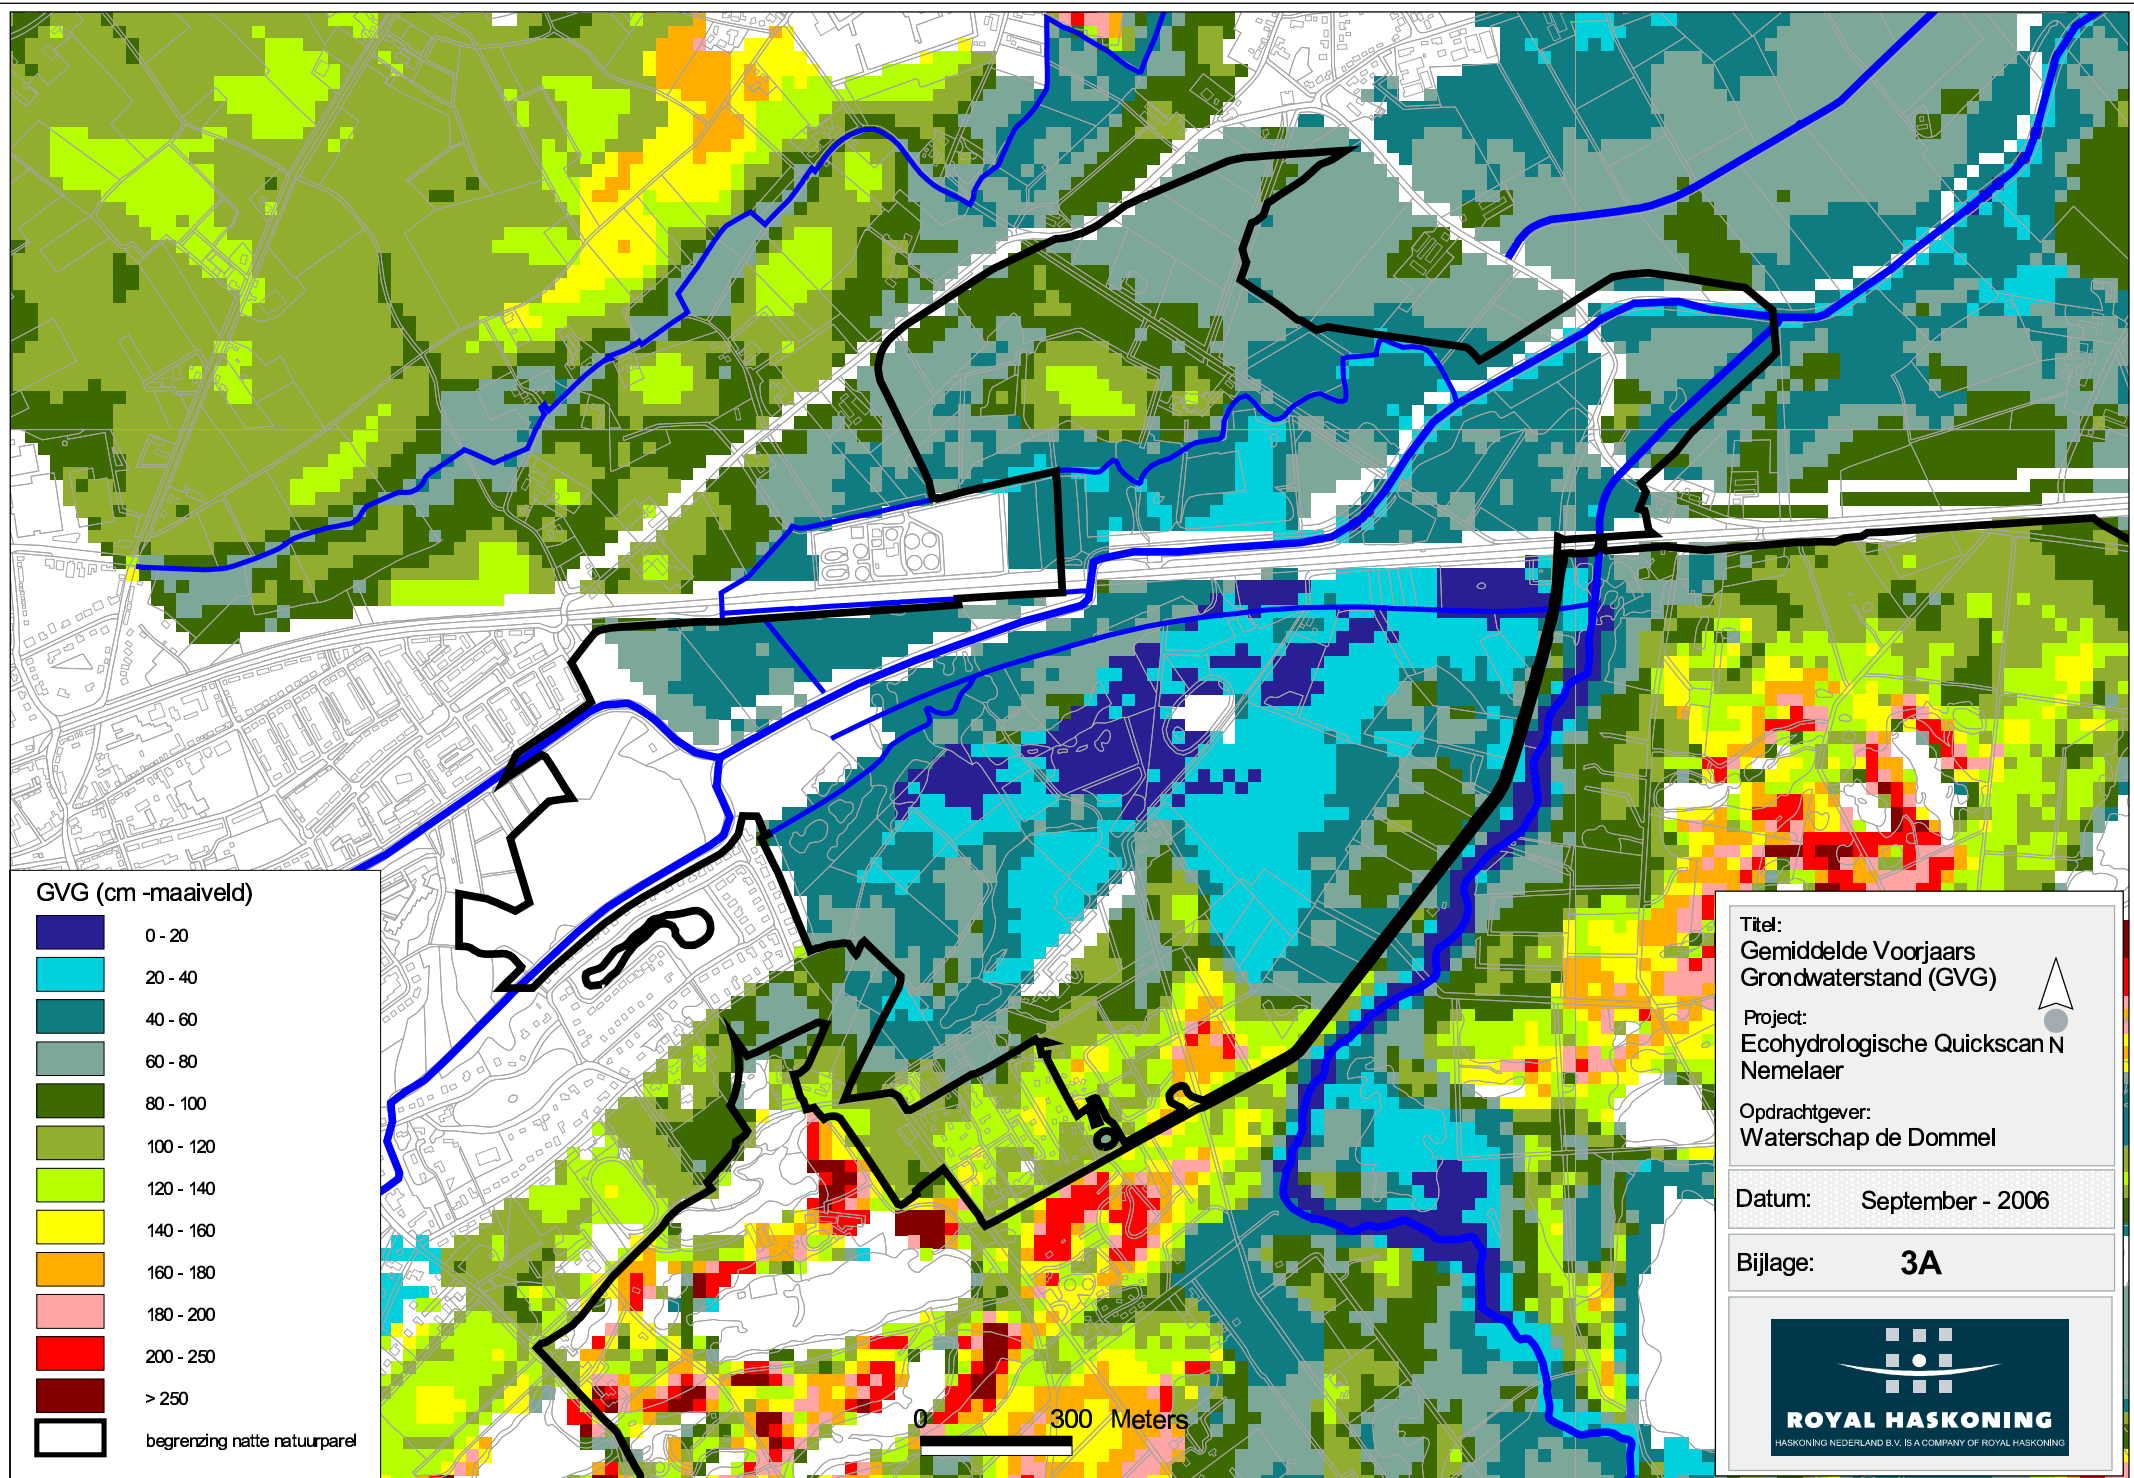 GVG (cm -maaiveld)
0 - 20
20 - 40
40 - 60
60 - 80
80 - 100
100 - 120
120 - 140
140 - 160
160 - 180
180 - 200
200 - 250
> 250
begrenzing natte natuurparel
0 300 Meters
Titel:
Gemiddelde Voorjaars
Grondwaterstand (GVG)
Project:
Ecohydrologische Quickscan N
Nemelaer
Opdrachtgever:
Waterschap de Dommel
Datum: September - 2006
Bijlage: 3A
ROYAL HASKONING
HASKONING NEDERLAND B.V. IS A COMPANY OF ROYAL HASKONING